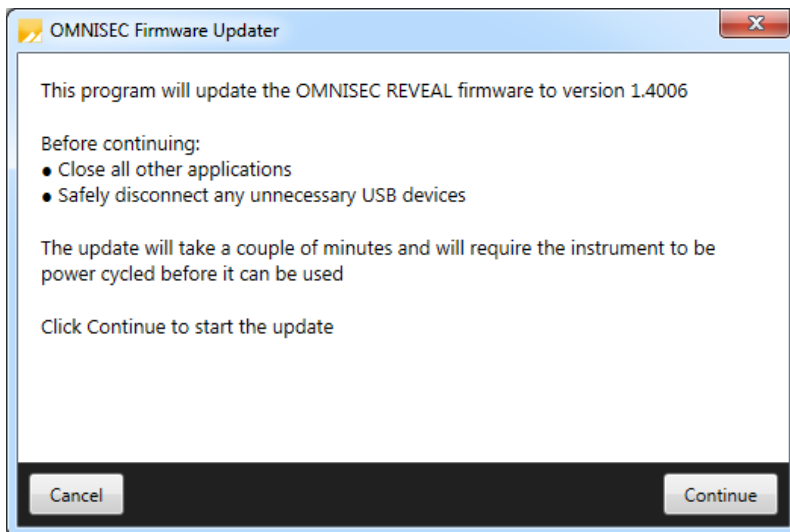 OMNISEC Firmware Updater
This program will update the OMNISEC REVEAL firmware to version 1.4006
Before continuing:
● Close all other applications
● Safely disconnect any unnecessary USB devices
The update will take a couple of minutes and will require the instrument to be
power cycled before it can be used
Click Continue to start the update
Cancel
Continue